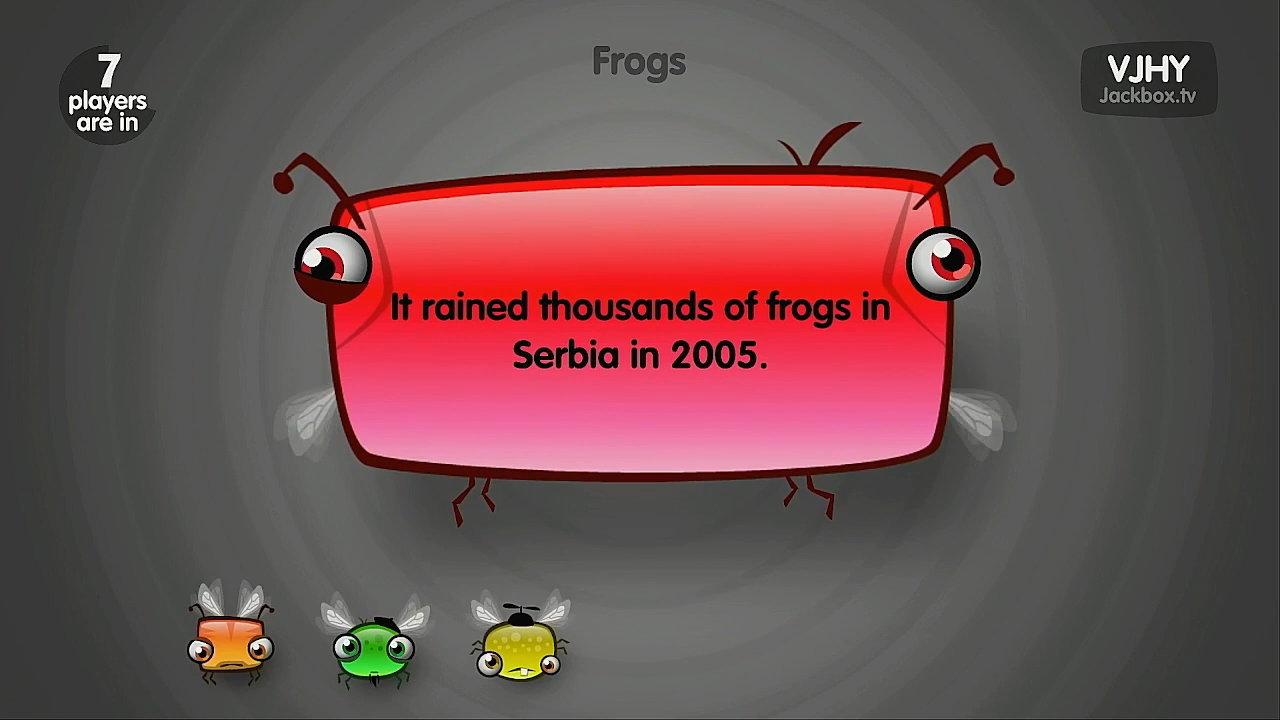 7
players
are in
Frogs
VJHY
Jackbox.tv
It rained thousands of frogs in
Serbia in 2005.